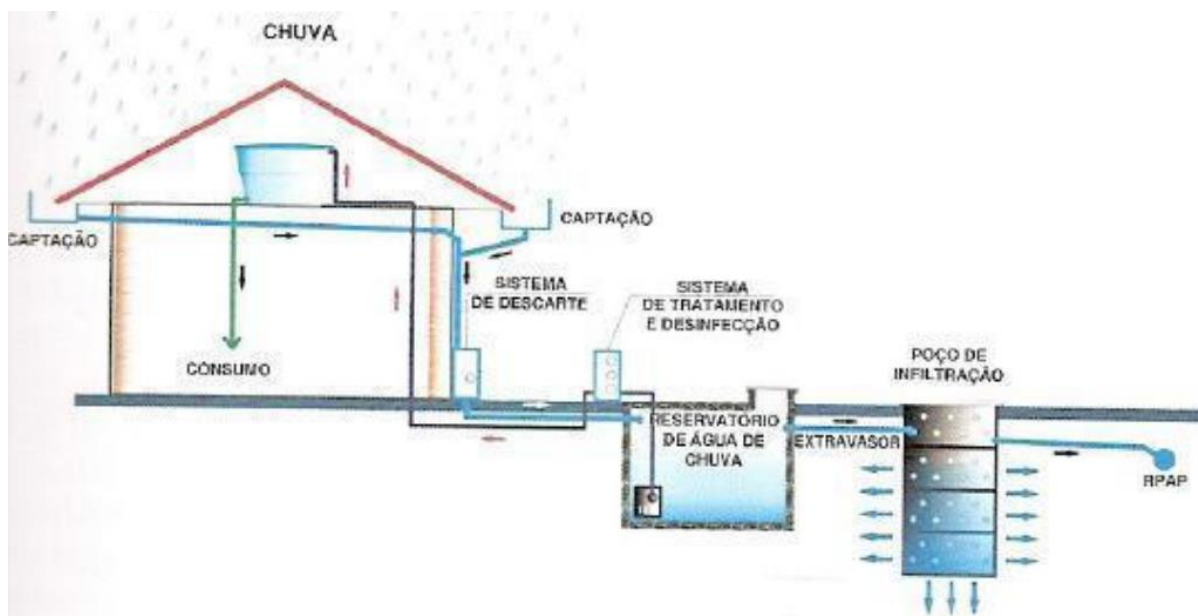 CHUVA
CAPTAÇÃO
CAPTAÇÃO
SISTEMA
DE DESCARTE
SISTEMA
DE TRATAMENTO
E DESINFECÇÃO
CONSUMO
POÇO DE
INFILTRAÇÃO
RESERVATÓRIO
DE ÁGUA DE
CHUVA
EXTRAVASOR
RPAP